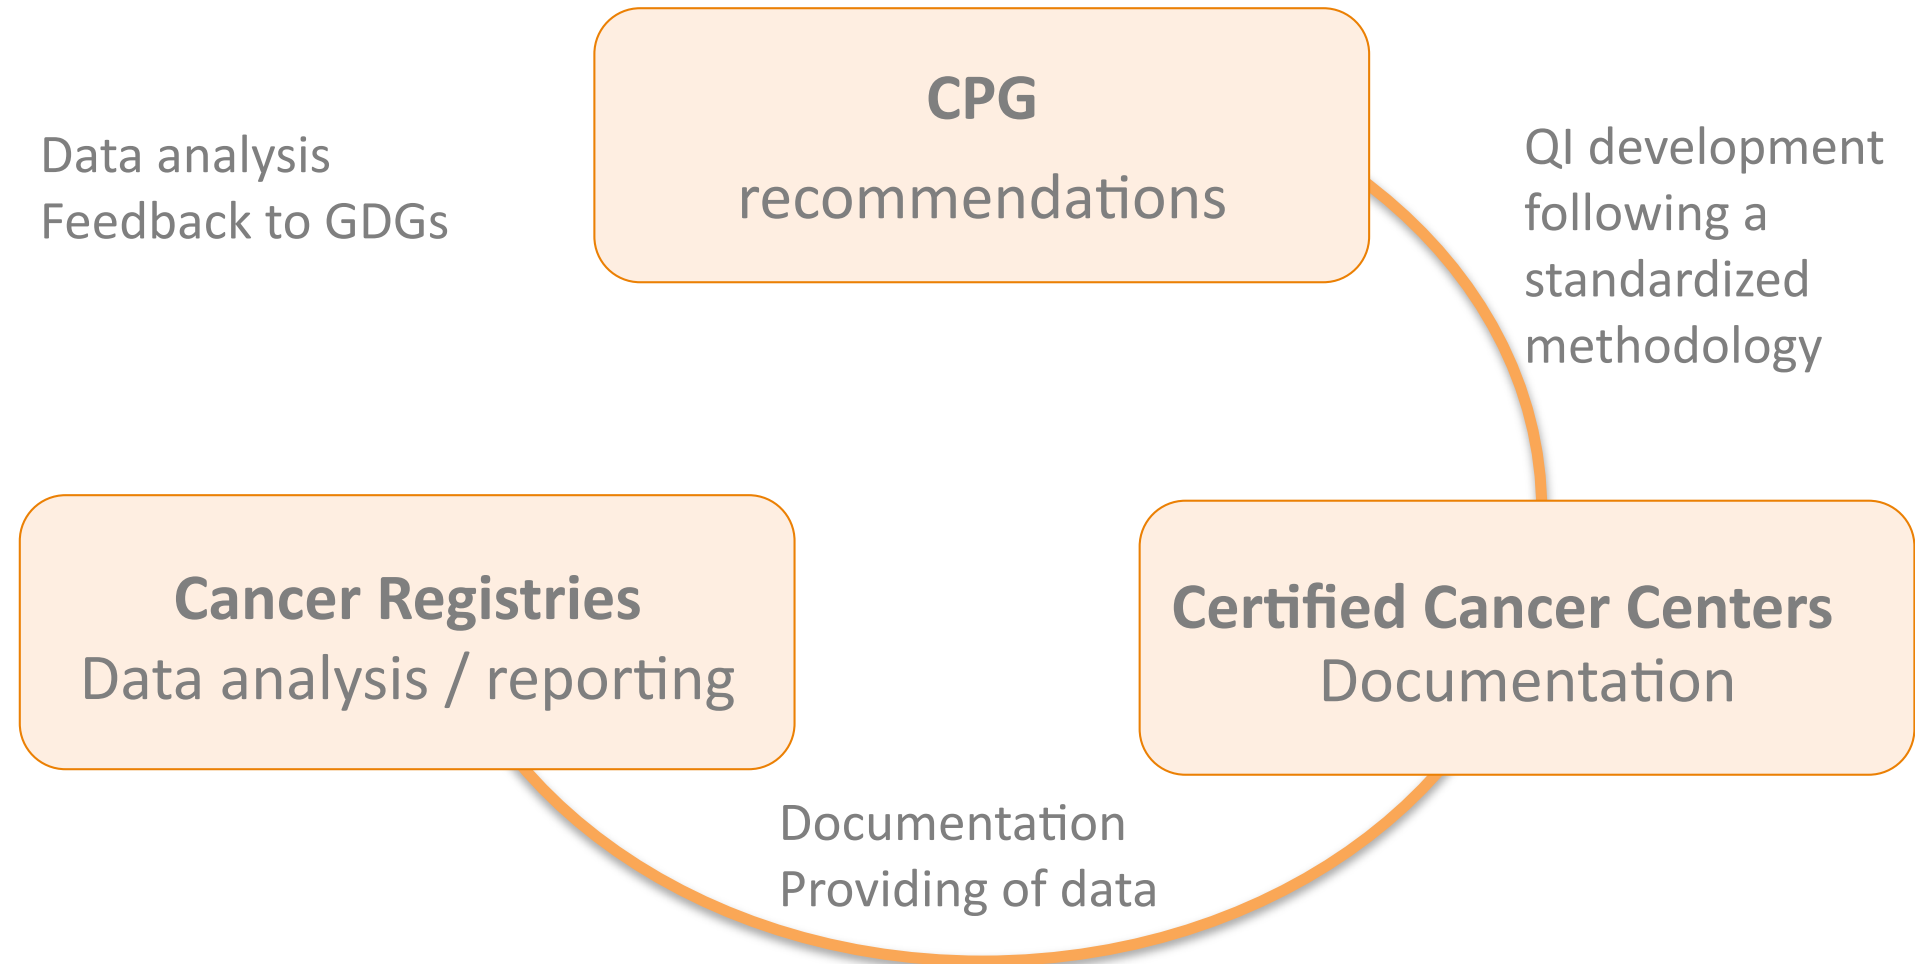 CPG
recommendations
Data analysis
Feedback to GDGs
QI development
following a
standardized
methodology
Cancer Registries
Data analysis / reporting
Certified Cancer Centers
Documentation
Documentation
Providing of data